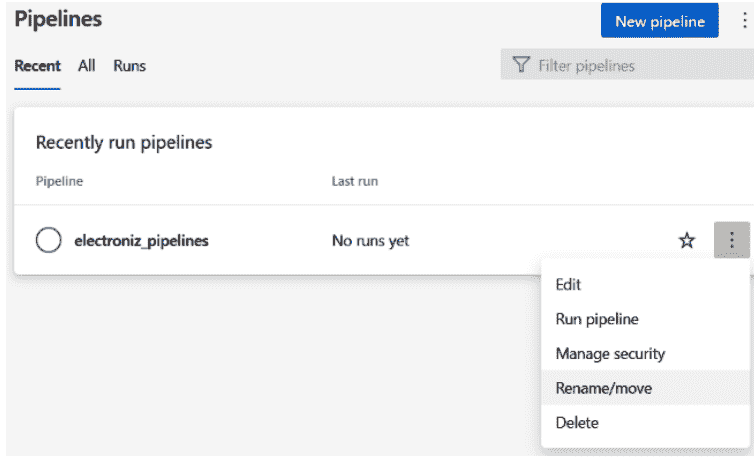 Pipelines
New pipeline
Recent All Runs
Filter pipelines
Recently run pipelines
Pipeline Last run
electroniz_pipelines No runs yet
Edit
Run pipeline
Manage security
Rename/move
Delete